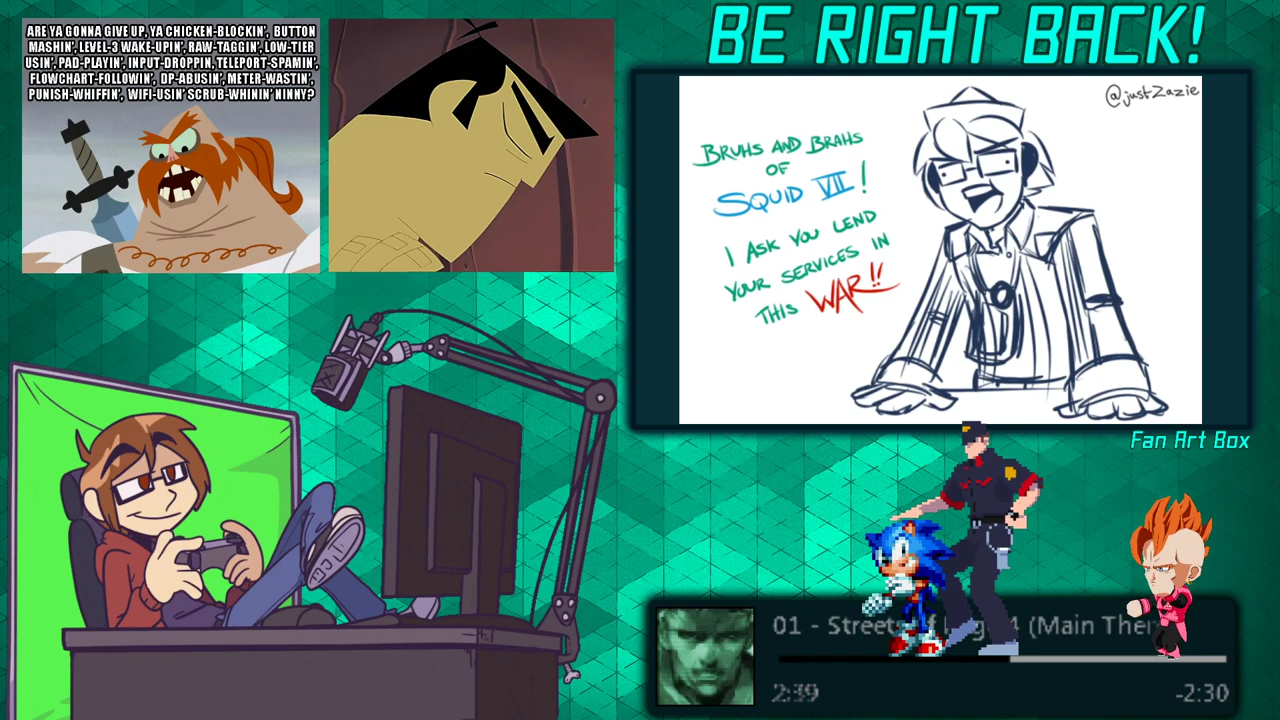 BE RIGHT BACK!
ARE YA GONNA GIVE UP, YA CHICKEN-BLOCKIN', BUTTON
MASHIN', LEVEL-3 WAKE-UPIN', RAW-TAGGIN', LOW-TIER
USIN', PAD-PLAYIN', INPUT-DROPPIN, TELEPORT-SPAMIN',
FLOWCHART-FOLLOWIN', DP-ABUSIN', METER-WASTIN',
PUNISH-WHIFFIN', WIFI-USIN' SCRUB-WHININ' NINNY?
@justZazie
BRUHS AND BRAHS
OF
SQUID VII!
I ASK YOU LEND
YOUR SERVICES IN
THIS WAR!!
Fan Art Box
01 - Streets 4 (Main
2:39
-2:30